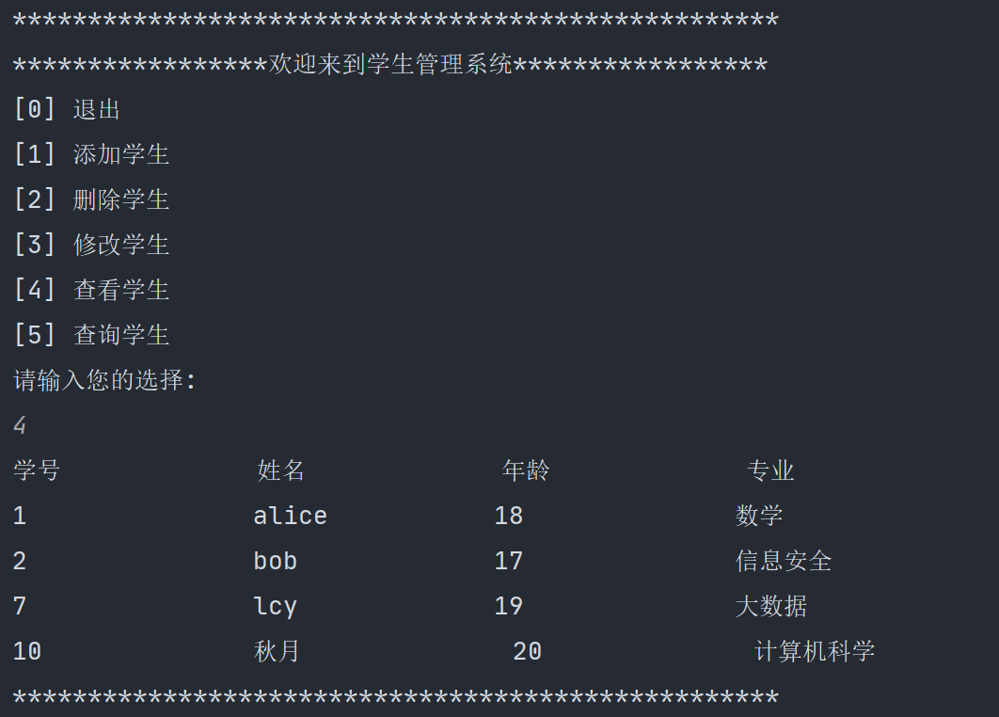 ***************************************************
*****************欢迎来到学生管理系统*****************
[0] 退出
[1] 添加学生
[2] 删除学生
[3] 修改学生
[4] 查看学生
[5] 查询学生
请输入您的选择:
4
学号 姓名 年龄 专业
1 alice 18 数学
2 bob 17 信息安全
7 lcy 19 大数据
10 秋月 20 计算机科学
***************************************************